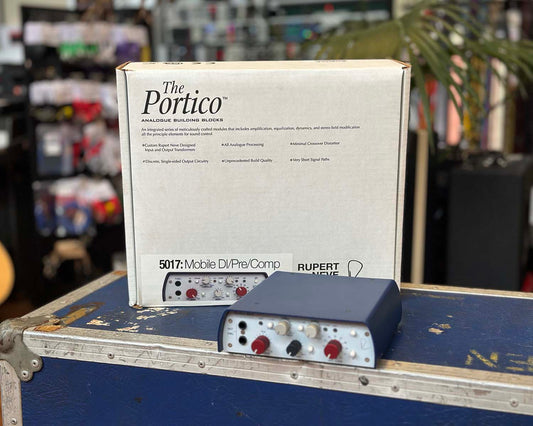 The
Portico™
ANALOGUE BUILDING BLOCKS
An integrated series of meticulously crafted modules that includes amplification, equalization, dynamics, and stereo field modification
all the principle elements for sound control.
Custom Rupert Neve Designed
Input and Output Transformers
All Analogue Processing
Minimal Crossover Distortion
Discrete, Single-sided Output Circuitry
Unprecedented Build Quality
Very Short Signal Paths
5017: Mobile DI/Pre/Comp
RUPERT
NEVE